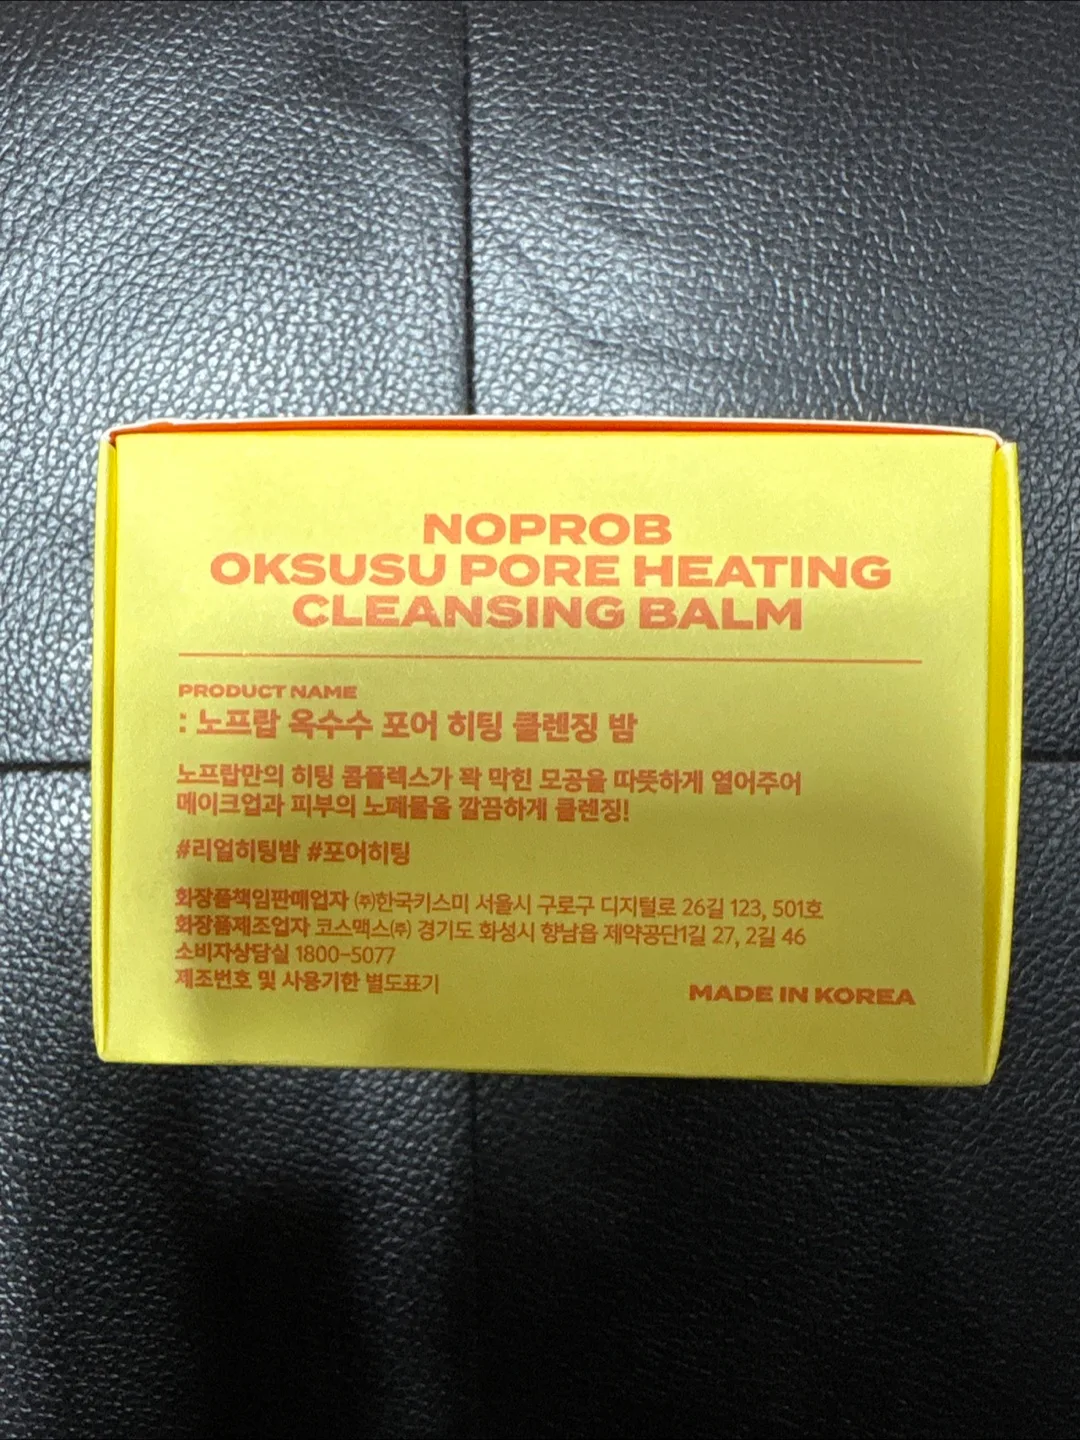 NOPROB
OKSUSU PORE HEATING
CLEANSING BALM
PRODUCT NAME
: 노프랍 옥수수 포어 히팅 클렌징 밤
노프랍만의 히팅 콤플렉스가 꽉 막힌 모공을 따뜻하게 열어주어
메이크업과 피부의 노폐물을 깔끔하게 클렌징!
#리얼히팅밤 #포어히팅
화장품책임판매업자 ㈜한국키스미 서울시 구로구 디지털로 26길 123, 501호
화장품제조업자 코스맥스㈜ 경기도 화성시 향남읍 제약공단1길 27, 2길 46
소비자상담실 1800-5077
제조번호 및 사용기한 별도표기
MADE IN KOREA